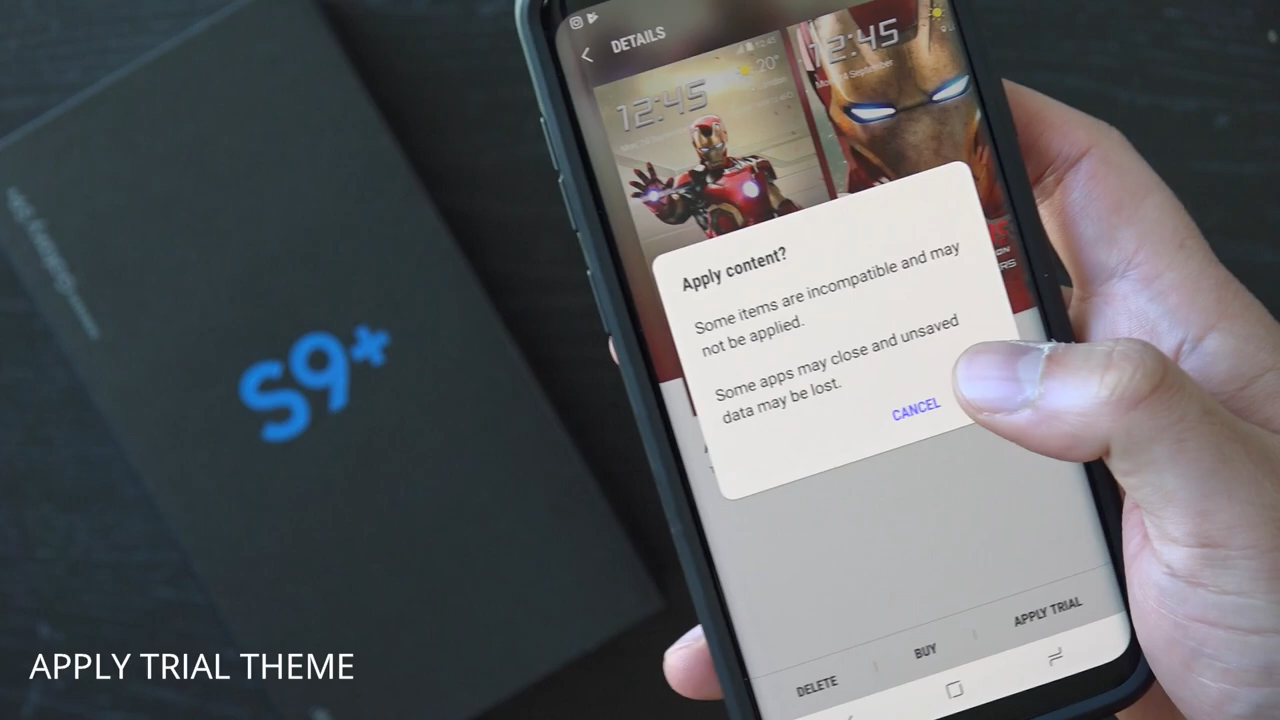 DETAILS
12:45
20°
12:45
Apply content?
Some items are incompatible and may
not be applied.
Some apps may close and unsaved
data may be lost.
CANCEL
DELETE
BUY
APPLY TRIAL
S9+
APPLY TRIAL THEME